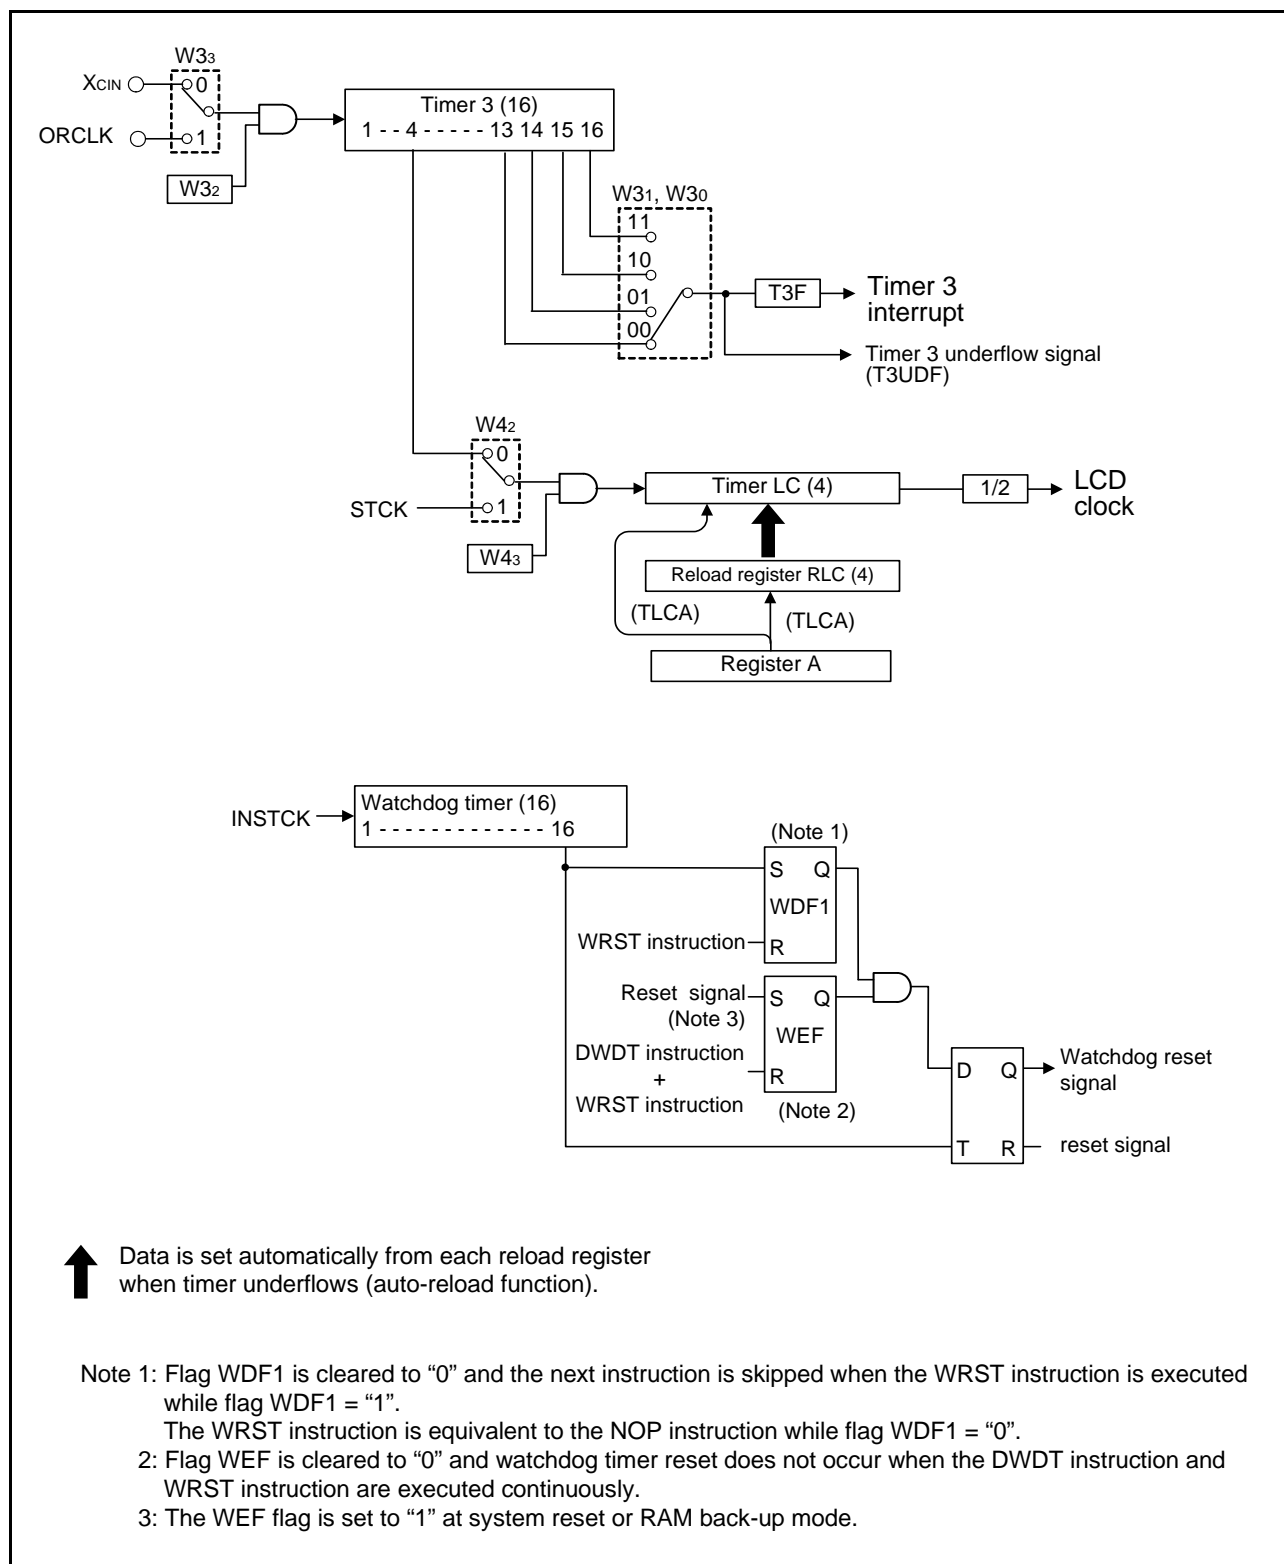 W33
XCIN
0
ORCLK
1
W32
Timer 3 (16)
1 - - 4 - - - - - 13 14 15 16
W31, W30
11
10
01
00
T3F
Timer 3
interrupt
Timer 3 underflow signal
(T3UDF)
W42
0
STCK
1
W43
Timer LC (4)
1/2
LCD
clock
Reload register RLC (4)
(TLCA)
(TLCA)
Register A
INSTCK
Watchdog timer (16)
1 - - - - - - - - - - - - - 16
(Note 1)
S Q
WDF1
WRST instruction
R
Reset signal
(Note 3)
S Q
WEF
DWDT instruction
+
WRST instruction
R
(Note 2)
D Q
Watchdog reset
signal
T R
reset signal
Data is set automatically from each reload register
when timer underflows (auto-reload function).
Note 1: Flag WDF1 is cleared to “0” and the next instruction is skipped when the WRST instruction is executed
while flag WDF1 = “1”.
The WRST instruction is equivalent to the NOP instruction while flag WDF1 = “0”.
2: Flag WEF is cleared to “0” and watchdog timer reset does not occur when the DWDT instruction and
WRST instruction are executed continuously.
3: The WEF flag is set to “1” at system reset or RAM back-up mode.